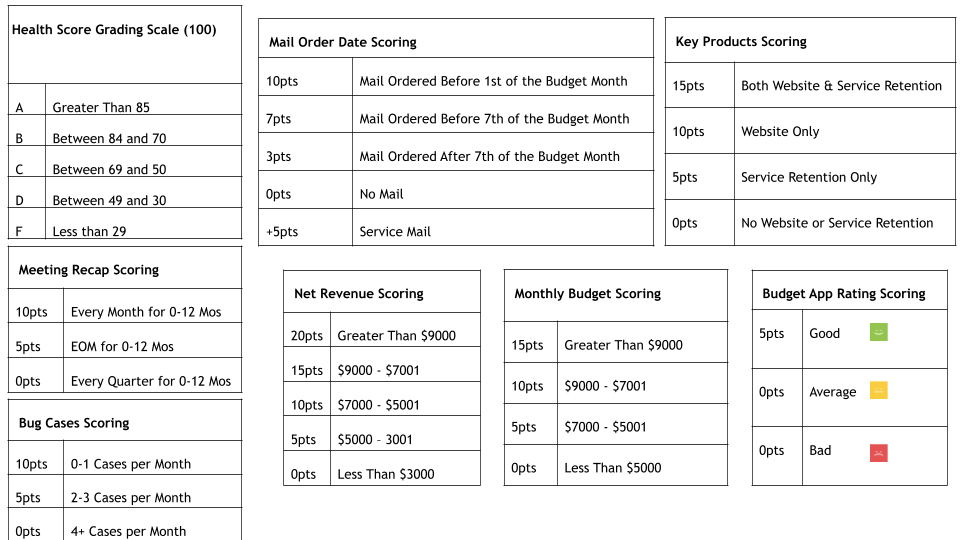 Health Score Grading Scale (100)
A Greater Than 85
B Between 84 and 70
C Between 69 and 50
D Between 49 and 30
F Less than 29
Mail Order Date Scoring
10pts Mail Ordered Before 1st of the Budget Month
7pts Mail Ordered Before 7th of the Budget Month
3pts Mail Ordered After 7th of the Budget Month
0pts No Mail
+5pts Service Mail
Key Products Scoring
15pts Both Website & Service Retention
10pts Website Only
5pts Service Retention Only
0pts No Website or Service Retention
Meeting Recap Scoring
10pts Every Month for 0-12 Mos
5pts EOM for 0-12 Mos
0pts Every Quarter for 0-12 Mos
Net Revenue Scoring
20pts Greater Than $9000
15pts $9000 - $7001
10pts $7000 - $5001
5pts $5000 – 3001
0pts Less Than $3000
Monthly Budget Scoring
15pts Greater Than $9000
10pts $9000 - $7001
5pts $7000 - $5001
0pts Less Than $5000
Budget App Rating Scoring
5pts Good
0pts Average
0pts Bad
Bug Cases Scoring
10pts 0-1 Cases per Month
5pts 2-3 Cases per Month
0pts 4+ Cases per Month